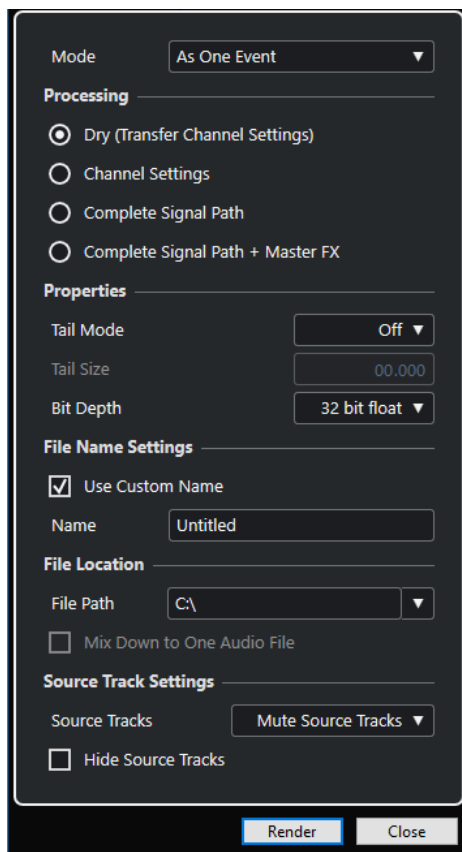 Mode As One Event
Processing
Dry (Transfer Channel Settings)
Channel Settings
Complete Signal Path
Complete Signal Path + Master FX
Properties
Tail Mode Off
Tail Size 00.000
Bit Depth 32 bit float
File Name Settings
Use Custom Name
Name Untitled
File Location
File Path C:\
Mix Down to One Audio File
Source Track Settings
Source Tracks Mute Source Tracks
Hide Source Tracks
Render Close